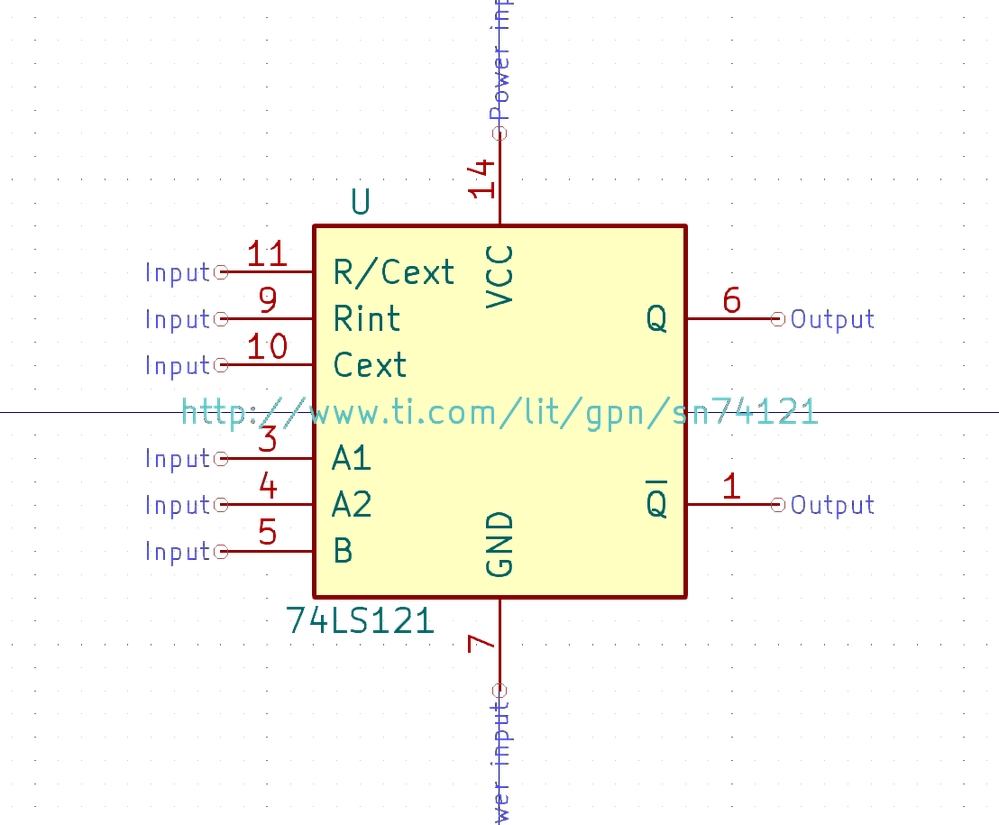 Power inp
14
U
11
R/Cext
VCC
Input
9
Rint
Q
6
Output
Input
10
Cext
Input
http://www.ti.com/lit/gpn/sn74121
3
A1
Input
4
A2
Input
5
B
Input
GND
Q
1
Output
74LS121
7
wer input